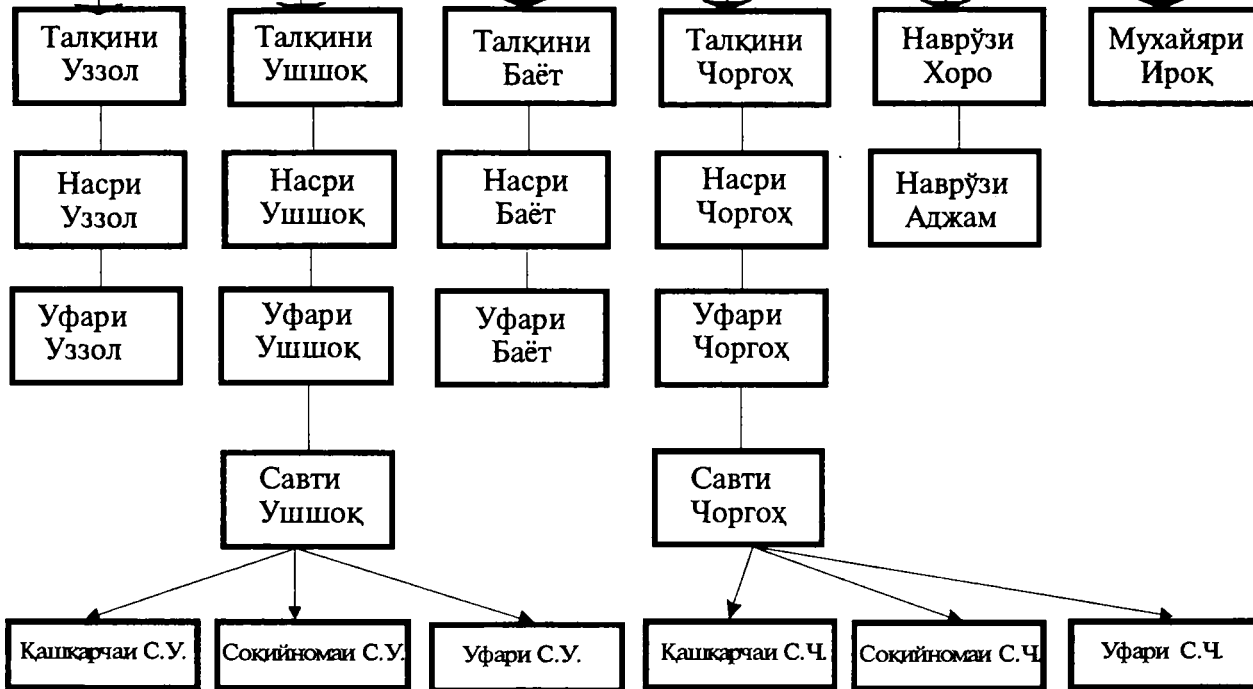 Талқини
Уззол
Талқини
Ушшоқ
Талқини
Баёт
Талқини
Чоргоҳ
Наврӯзи
Хоро
Мухайяри
Ироқ
Насри
Уззол
Насри
Ушшоқ
Насри
Баёт
Насри
Чоргоҳ
Наврӯзи
Аджам
Уфари
Уззол
Уфари
Ушшоқ
Уфари
Баёт
Уфари
Чоргоҳ
Савти
Ушшоқ
Савти
Чоргоҳ
Қашқарчаи С.У.
Соқийномаи С.У.
Уфари С.У.
Қашқарчаи С.Ч.
Соқийномаи С.Ч.
Уфари С.Ч.